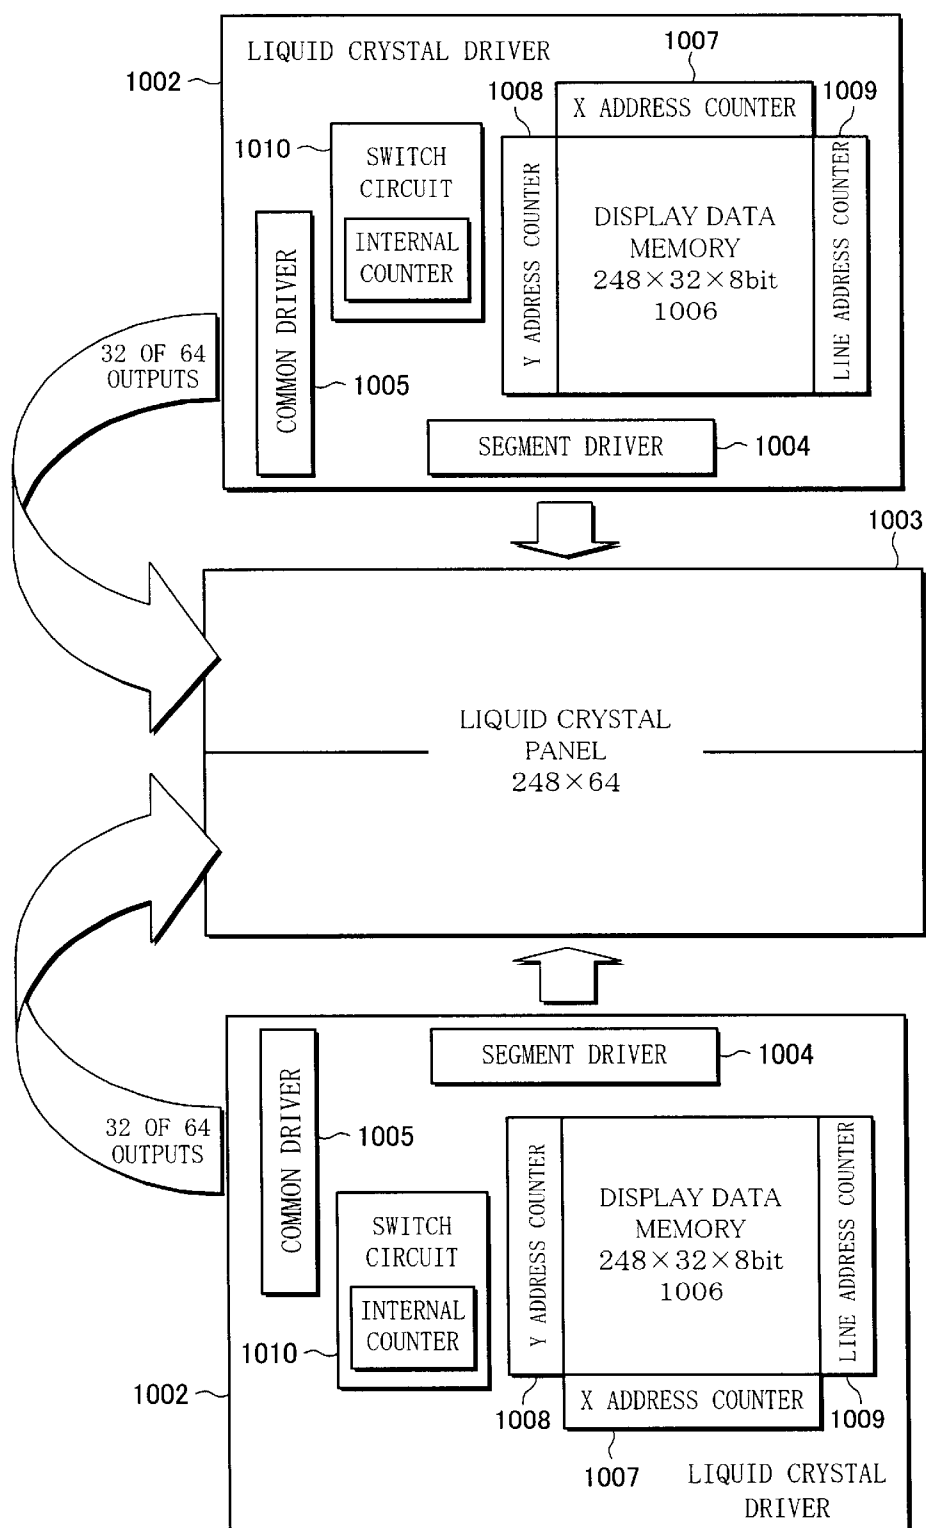 LIQUID CRYSTAL DRIVER
1002
1007
1008
1009
X ADDRESS COUNTER
1010
SWITCH
CIRCUIT
INTERNAL
COUNTER
Y ADDRESS COUNTER
DISPLAY DATA
MEMORY
248×32×8bit
1006
LINE ADDRESS COUNTER
32 OF 64
OUTPUTS
COMMON DRIVER
1005
SEGMENT DRIVER
1004
1003
LIQUID CRYSTAL
PANEL
248×64
SEGMENT DRIVER
1004
COMMON DRIVER
1005
32 OF 64
OUTPUTS
SWITCH
CIRCUIT
INTERNAL
COUNTER
1010
Y ADDRESS COUNTER
DISPLAY DATA
MEMORY
248×32×8bit
1006
LINE ADDRESS COUNTER
1002
1008
X ADDRESS COUNTER
1009
1007
LIQUID CRYSTAL
DRIVER